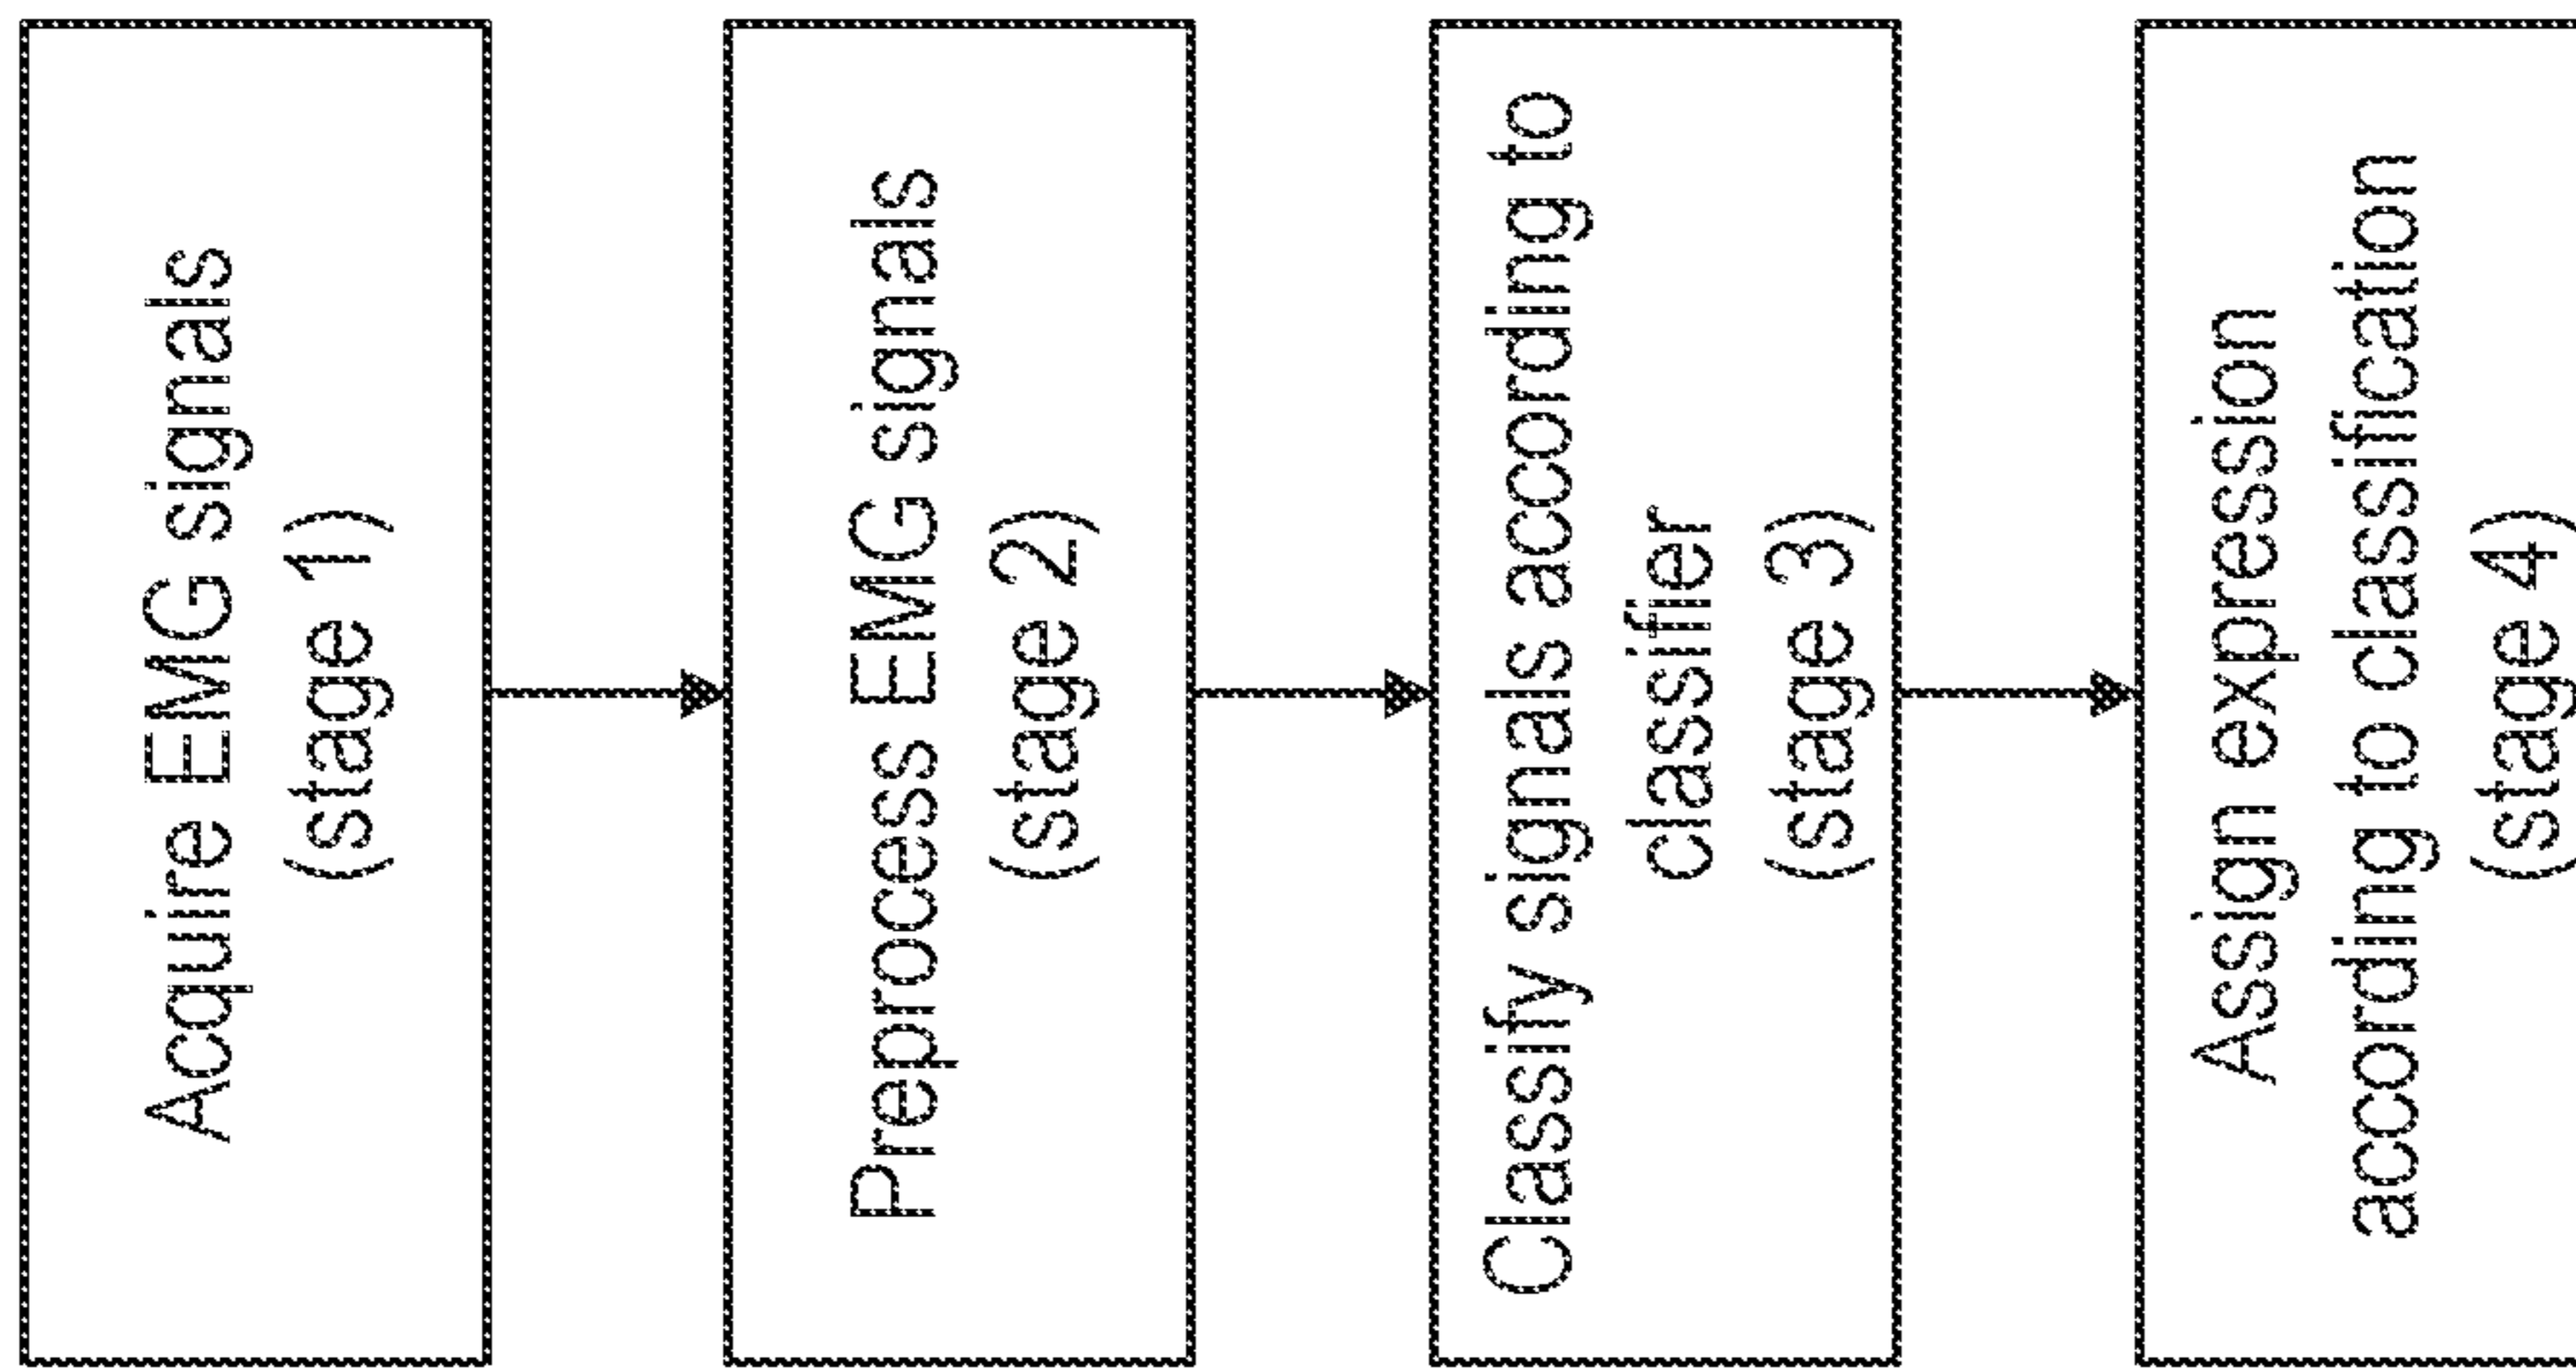 Acquire EMG signals
(stage 1)
Preprocess EMG signals
(stage 2)
Classify signals according to
classifier
(stage 3)
Assign expression
according to classification
(stage 4)